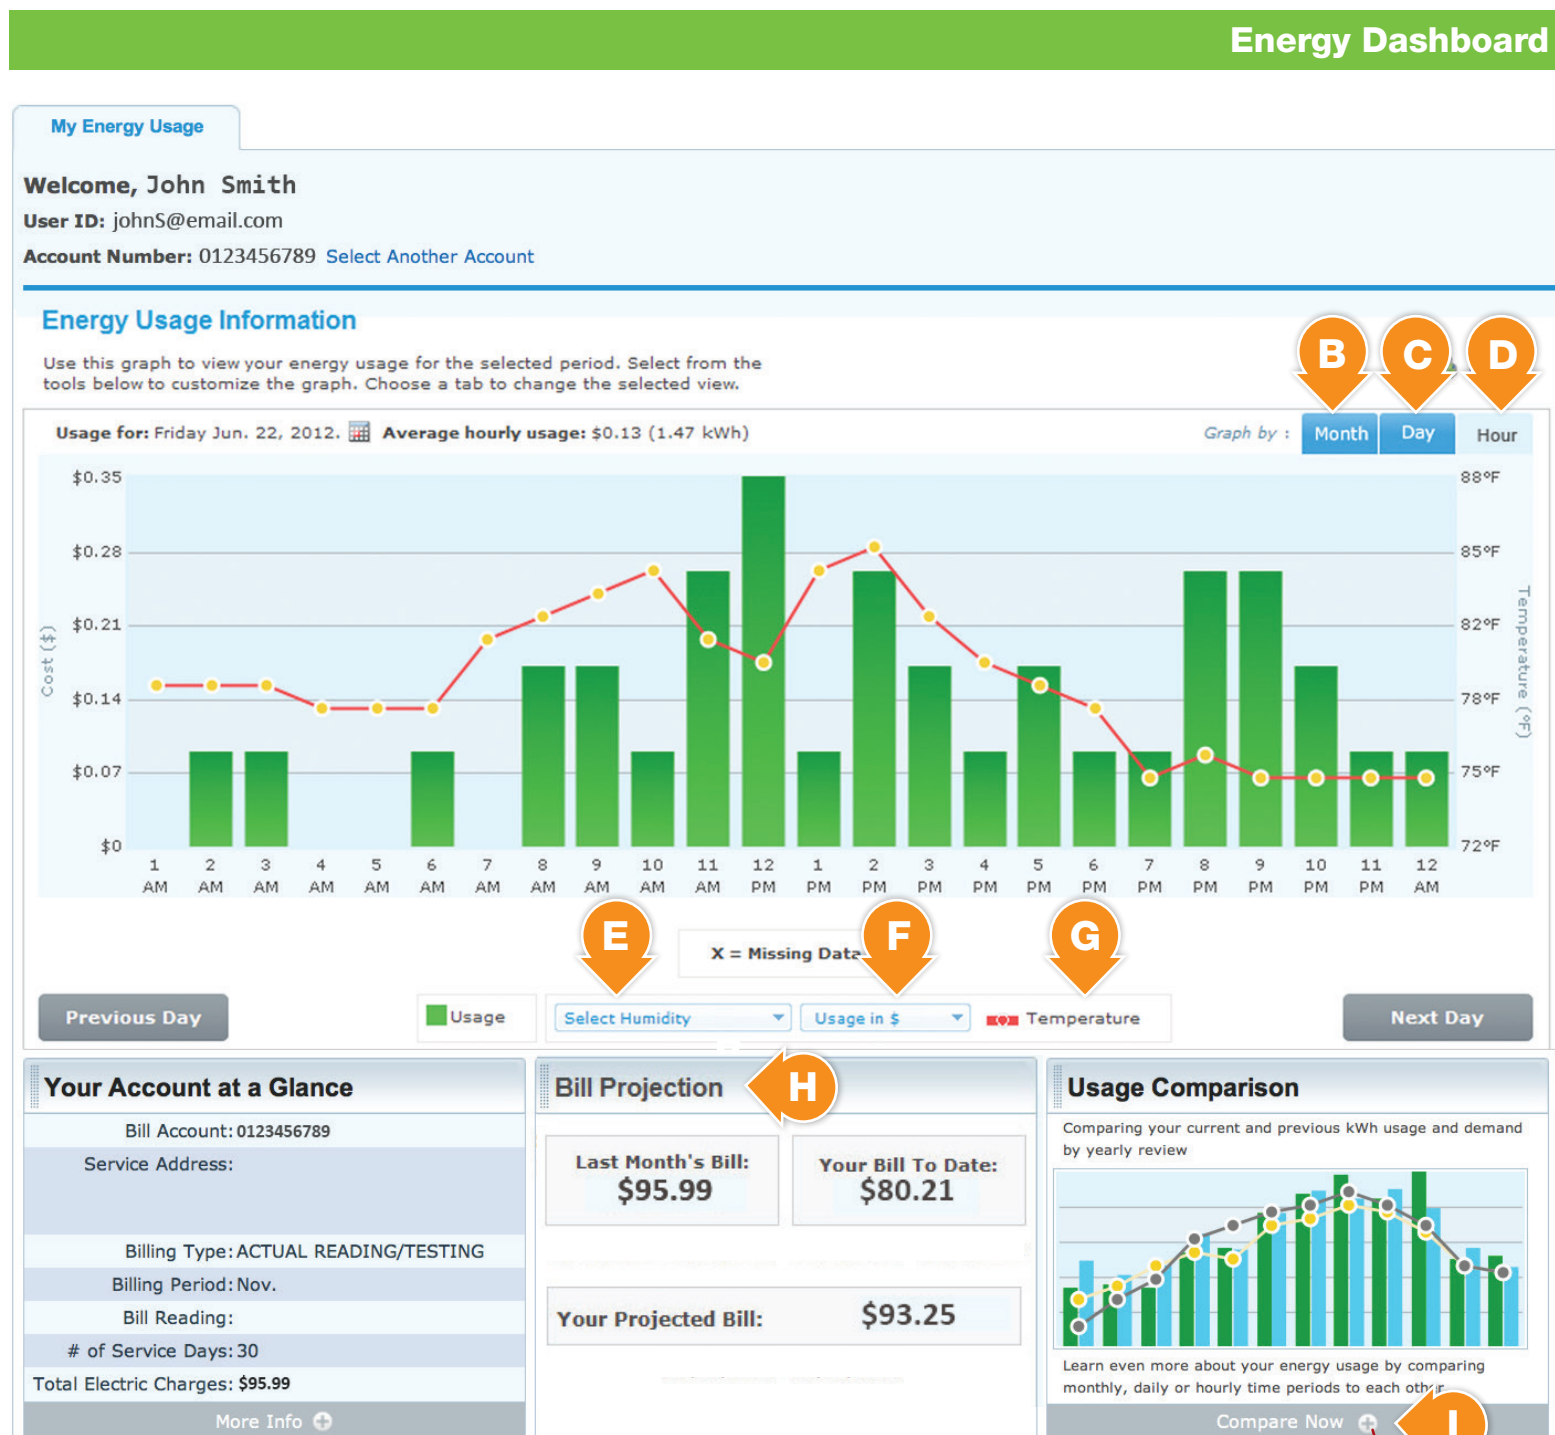 Energy Dashboard
My Energy Usage
Welcome, John Smith
User ID: johnS@email.com
Account Number: 0123456789 Select Another Account
Energy Usage Information
Use this graph to view your energy usage for the selected period. Select from the
tools below to customize the graph. Choose a tab to change the selected view.
B C D
Usage for: Friday Jun. 22, 2012. Average hourly usage: $0.13 (1.47 kWh) Graph by : Month Day Hour
$0.35 88°F
$0.28 85°F
$0.21 82°F
$0.14 78°F
$0.07 75°F
$0 72°F
Cost ($)
Temperature (°F)
1 2 3 4 5 6 7 8 9 10 11 12 1 2 3 4 5 6 7 8 9 10 11 12
AM AM AM AM AM AM AM AM AM AM AM PM PM PM PM PM PM PM PM PM PM PM PM AM
E F G
X = Missing Data
Previous Day Usage Select Humidity Usage in $ Temperature Next Day
Your Account at a Glance
Bill Account: 0123456789
Service Address:
Billing Type: ACTUAL READING/TESTING
Billing Period: Nov.
Bill Reading:
# of Service Days: 30
Total Electric Charges: $95.99
More Info
Bill Projection H
Last Month's Bill:
$95.99
Your Bill To Date:
$80.21
Your Projected Bill: $93.25
Usage Comparison
Comparing your current and previous kWh usage and demand
by yearly review
Learn even more about your energy usage by comparing
monthly, daily or hourly time periods to each other
Compare Now